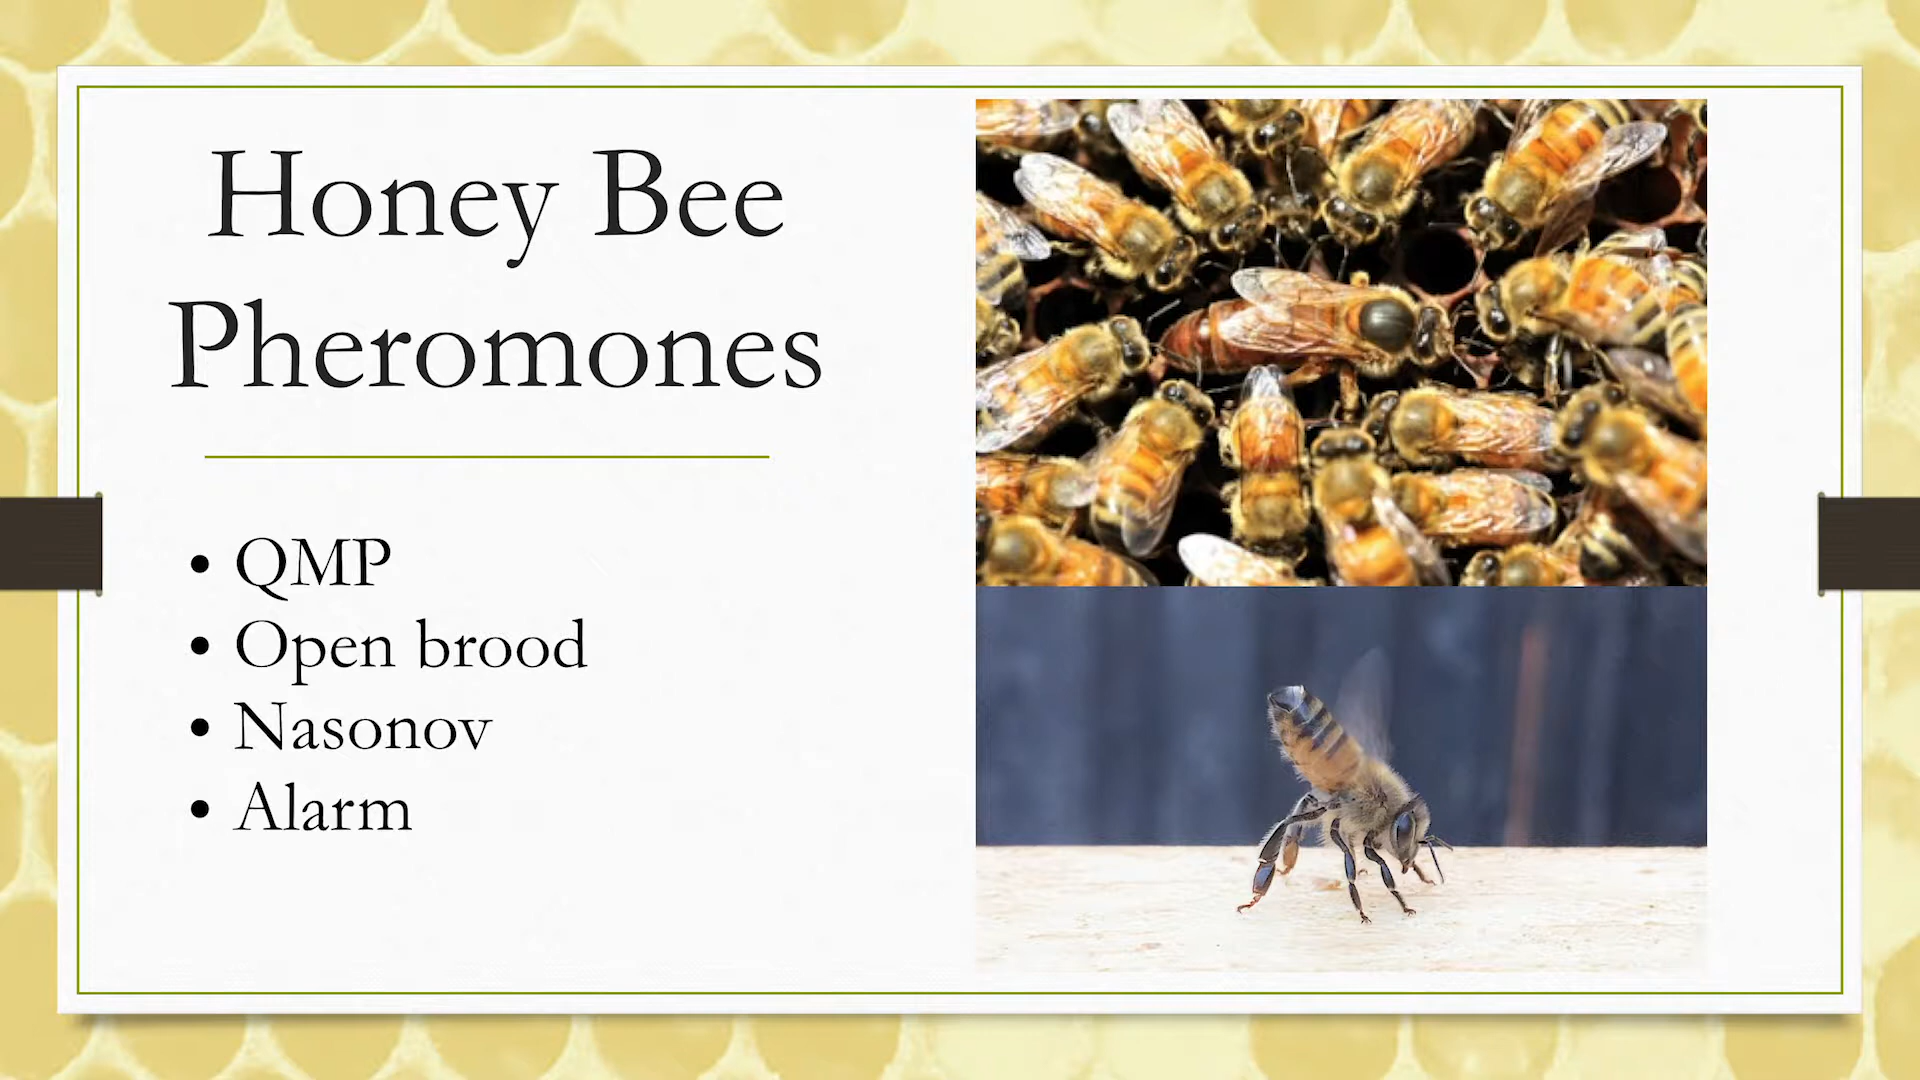 Honey Bee
Pheromones
• QMP
• Open brood
• Nasonov
• Alarm